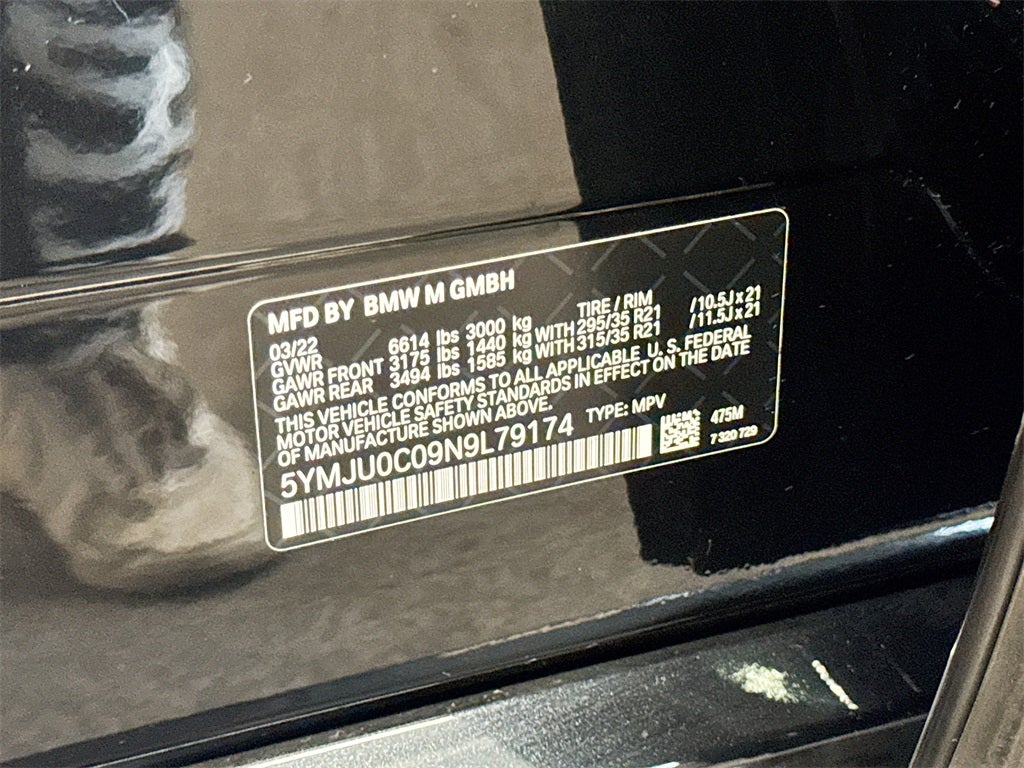 MFD BY BMW M GMBH
03/22 TIRE / RIM
GVWR 6614 lbs 3000 kg
GAWR FRONT 3175 lbs 1440 kg WITH 295/35 R21 /10.5J x 21
GAWR REAR 3494 lbs 1585 kg WITH 315/35 R21 /11.5J x 21
THIS VEHICLE CONFORMS TO ALL APPLICABLE U. S. FEDERAL
MOTOR VEHICLE SAFETY STANDARDS IN EFFECT ON THE DATE
OF MANUFACTURE SHOWN ABOVE.
5YMJU0C09N9L79174 TYPE: MPV
475M
7 320 729